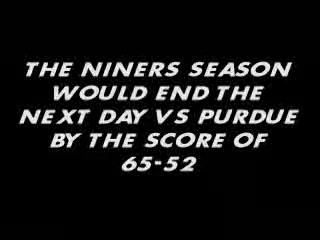 THE NINERS SEASON
WOULD END THE
NEXT DAY VS PURDUE
BY THE SCORE OF
65-52